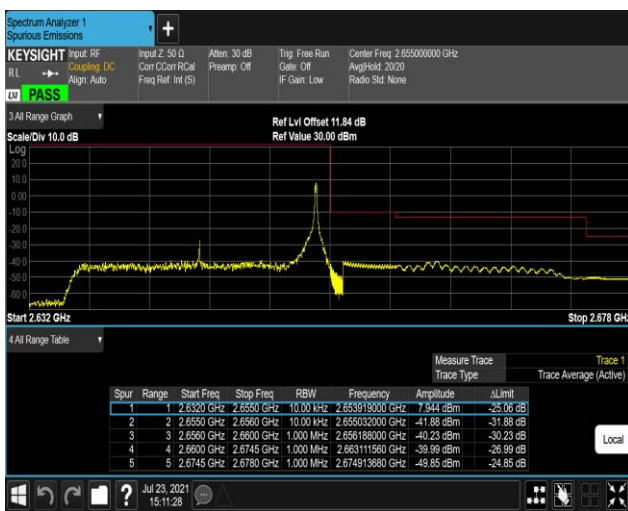 Spectrum Analyzer 1
Spurious Emissions
+
KEYSIGHT Input: RF Input Z: 50 Ω Atten: 30 dB Trig: Free Run Center Freq: 2.655000000 GHz
RL Coupling: DC Corr CCorr RCal Preamp: Off Gate: Off Avg|Hold: 20/20
Align: Auto Freq Ref: Int (S) IF Gain: Low Radio Std: None
LXI PASS
3 All Range Graph Ref Lvl Offset 11.84 dB
Scale/Div 10.0 dB Ref Value 30.00 dBm
Log
20.0
10.0
0.00
-10.0
-20.0
-30.0
-40.0
-50.0
-60.0
Start 2.632 GHz Stop 2.678 GHz
4 All Range Table
Measure Trace Trace 1
Trace Type Trace Average (Active)
Spur Range Start Freq Stop Freq RBW Frequency Amplitude ΔLimit
1 1 2.6320 GHz 2.6550 GHz 10.00 kHz 2.653919000 GHz 7.944 dBm -25.06 dB
2 2 2.6550 GHz 2.6560 GHz 10.00 kHz 2.655032000 GHz -41.88 dBm -31.88 dB
3 3 2.6560 GHz 2.6600 GHz 1.000 MHz 2.656188000 GHz -40.23 dBm -30.23 dB
4 4 2.6600 GHz 2.6745 GHz 1.000 MHz 2.663111560 GHz -39.99 dBm -26.99 dB
5 5 2.6745 GHz 2.6780 GHz 1.000 MHz 2.674913680 GHz -49.85 dBm -24.85 dB
Local
? Jul 23, 2021
15:11:28